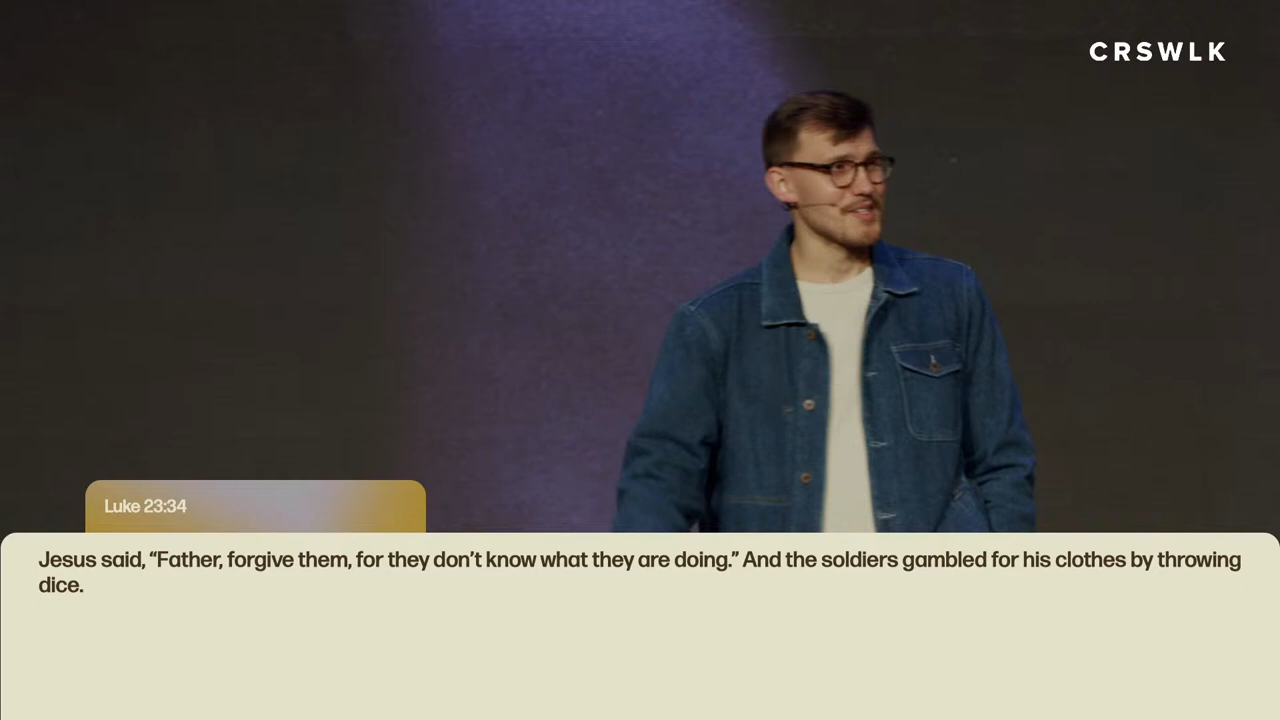 CRSWLK
Luke 23:34
Jesus said, “Father, forgive them, for they don’t know what they are doing.” And the soldiers gambled for his clothes by throwing
dice.